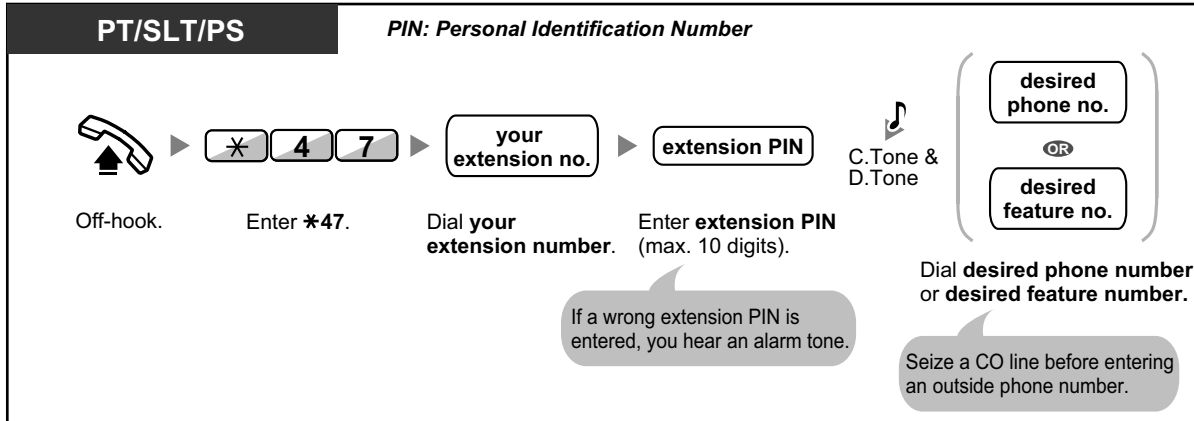 PT/SLT/PS
PIN: Personal Identification Number
✳ 4 7
your
extension no.
extension PIN
C.Tone &
D.Tone
desired
phone no.
OR
desired
feature no.
Off-hook.
Enter ✳47.
Dial your
extension number.
Enter extension PIN
(max. 10 digits).
Dial desired phone number
or desired feature number.
If a wrong extension PIN is
entered, you hear an alarm tone.
Seize a CO line before entering
an outside phone number.